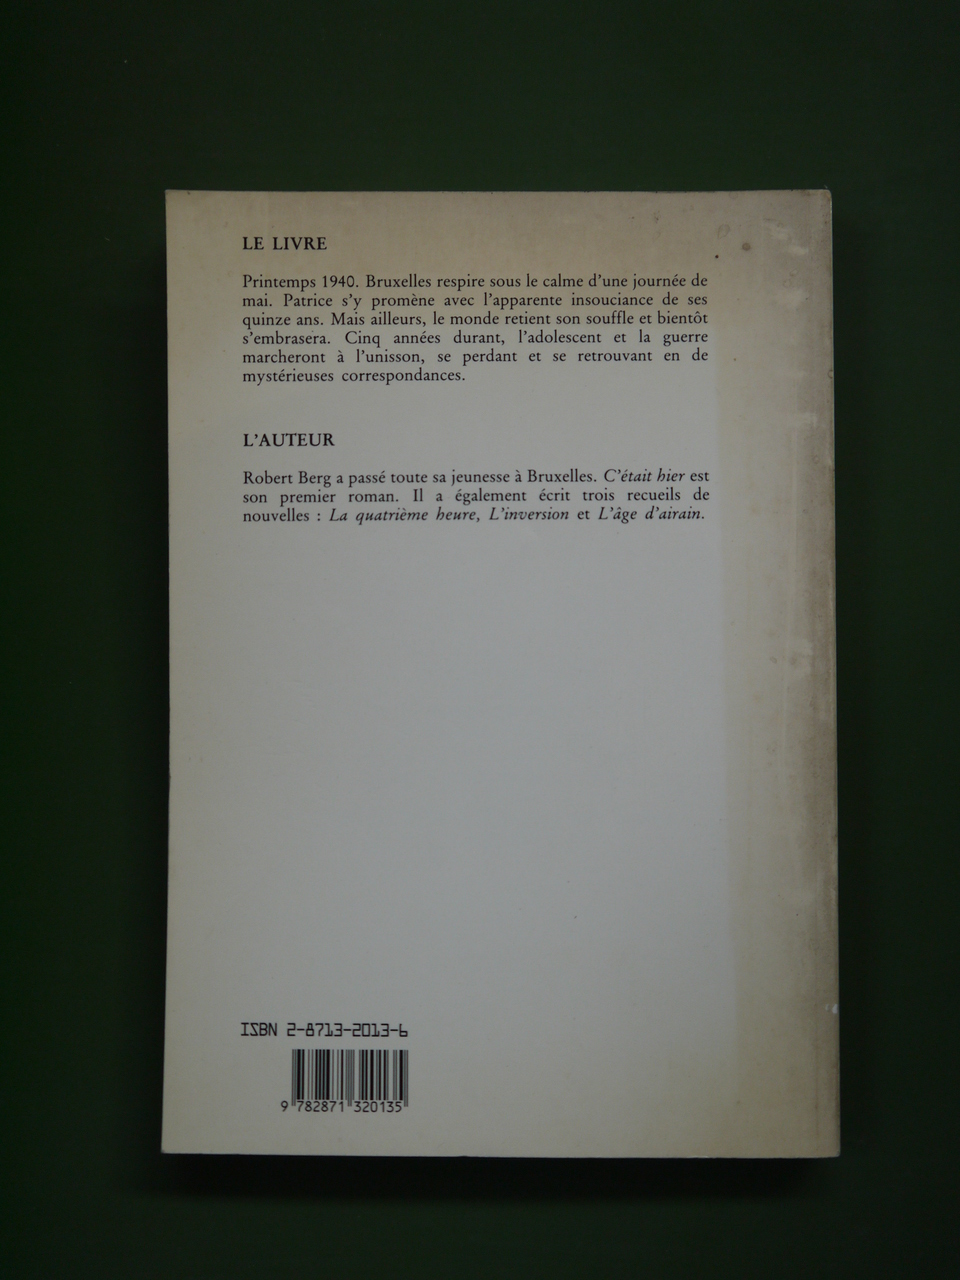 LE LIVRE
Printemps 1940. Bruxelles respire sous le calme d'une journée de
mai. Patrice s'y promène avec l'apparente insouciance de ses
quinze ans. Mais ailleurs, le monde retient son souffle et bientôt
s'embrasera. Cinq années durant, l'adolescent et la guerre
marcheront à l'unisson, se perdant et se retrouvant en de
mystérieuses correspondances.
L'AUTEUR
Robert Berg a passé toute sa jeunesse à Bruxelles. C'était hier est
son premier roman. Il a également écrit trois recueils de
nouvelles : La quatrième heure, L'inversion et L'âge d'airain.
ISBN 2-8713-2013-6
9 782871 320135